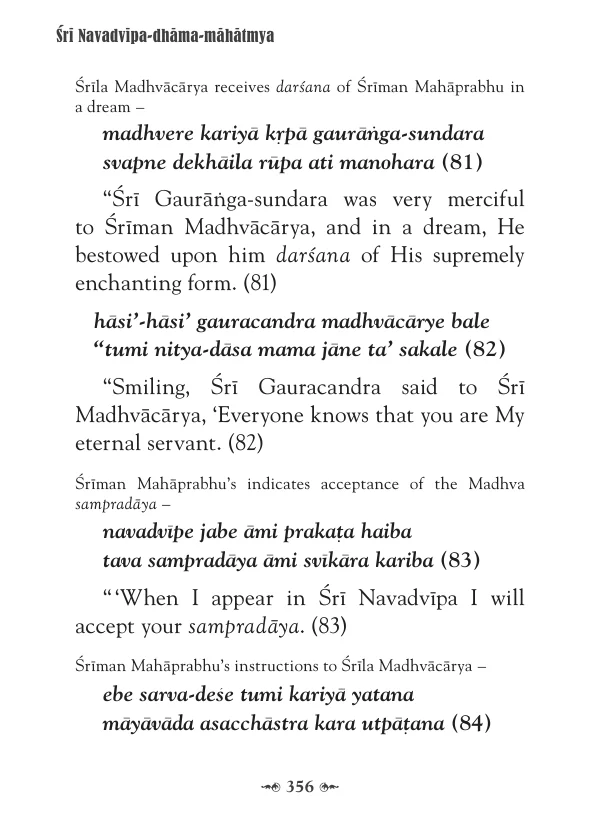 Śrī Navadvīpa-dhāma-māhātmya
Śrīla Madhvācārya receives darśana of Śrīman Mahāprabhu in
a dream –
madhvere kariyā kṛpā gaurāṅga-sundara
svapne dekhāila rūpa ati manohara (81)
“Śrī Gaurāṅga-sundara was very merciful
to Śrīman Madhvācārya, and in a dream, He
bestowed upon him darśana of His supremely
enchanting form. (81)
hāsi’-hāsi’ gauracandra madhvācārye bale
“tumi nitya-dāsa mama jāne ta’ sakale (82)
“Smiling, Śrī Gauracandra said to Śrī
Madhvācārya, ‘Everyone knows that you are My
eternal servant. (82)
Śrīman Mahāprabhu’s indicates acceptance of the Madhva
sampradāya –
navadvīpe jabe āmi prakaṭa haiba
tava sampradāya āmi svīkāra kariba (83)
“ ‘When I appear in Śrī Navadvīpa I will
accept your sampradāya. (83)
Śrīman Mahāprabhu’s instructions to Śrīla Madhvācārya –
ebe sarva-deśe tumi kariyā yatana
māyāvāda asacchāstra kara utpāṭana (84)
356